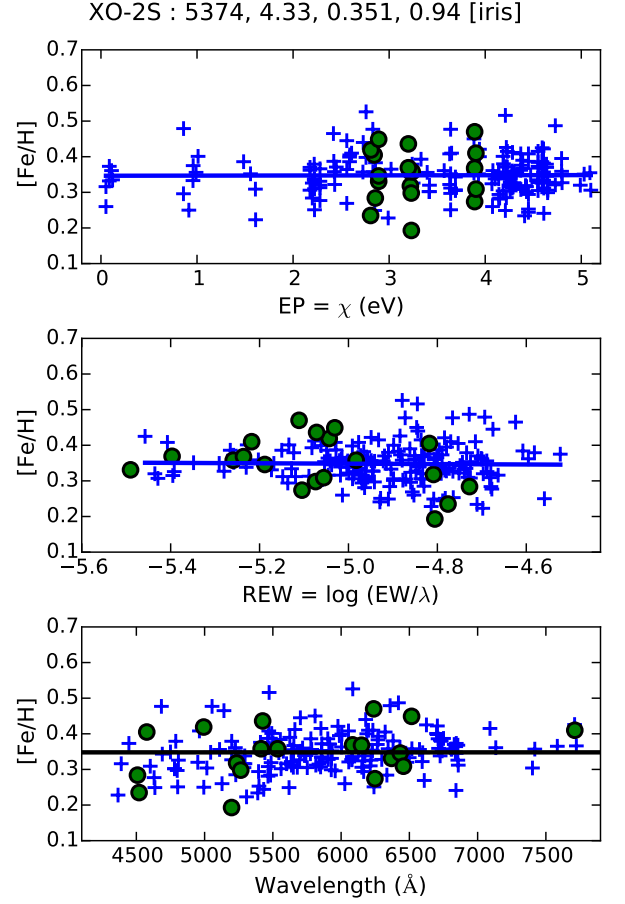 XO-2S : 5374, 4.33, 0.351, 0.94 [iris]
0.7
0.6
0.5
0.4
0.3
0.2
0.1
[Fe/H]
0 1 2 3 4 5
EP = χ (eV)
0.7
0.6
0.5
0.4
0.3
0.2
0.1
[Fe/H]
−5.6 −5.4 −5.2 −5.0 −4.8 −4.6
REW = log (EW/λ)
0.7
0.6
0.5
0.4
0.3
0.2
0.1
[Fe/H]
4500 5000 5500 6000 6500 7000 7500
Wavelength (Å)